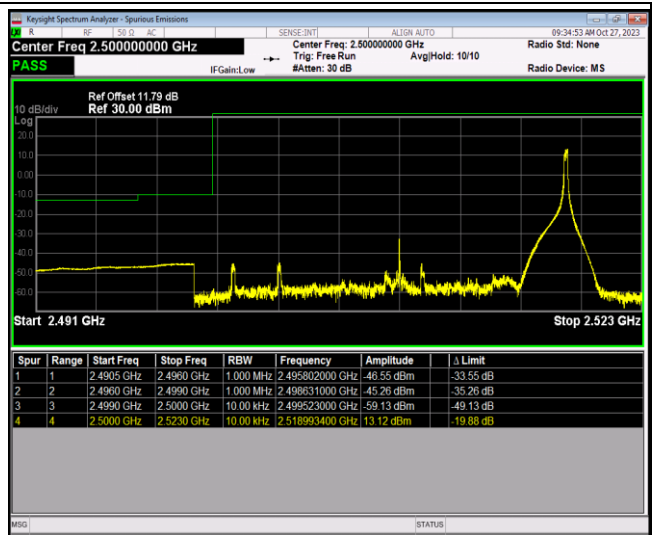 Keysight Spectrum Analyzer - Spurious Emissions
R RF 50 Ω AC SENSE:INT ALIGN AUTO 09:34:53 AM Oct 27, 2023
Center Freq 2.500000000 GHz Center Freq: 2.500000000 GHz Radio Std: None
PASS IFGain:Low Trig: Free Run Avg|Hold: 10/10
#Atten: 30 dB Radio Device: MS
Ref Offset 11.79 dB
10 dB/div Ref 30.00 dBm
Log
20.0
10.0
0.00
-10.0
-20.0
-30.0
-40.0
-50.0
-60.0
Start 2.491 GHz Stop 2.523 GHz
Spur Range Start Freq Stop Freq RBW Frequency Amplitude Δ Limit
1 1 2.4905 GHz 2.4960 GHz 1.000 MHz 2.495802000 GHz -46.55 dBm -33.55 dB
2 2 2.4960 GHz 2.4990 GHz 1.000 MHz 2.498631000 GHz -45.26 dBm -35.26 dB
3 3 2.4990 GHz 2.5000 GHz 10.00 kHz 2.499523000 GHz -59.13 dBm -49.13 dB
4 4 2.5000 GHz 2.5230 GHz 10.00 kHz 2.518993400 GHz 13.12 dBm -19.88 dB
MSG STATUS